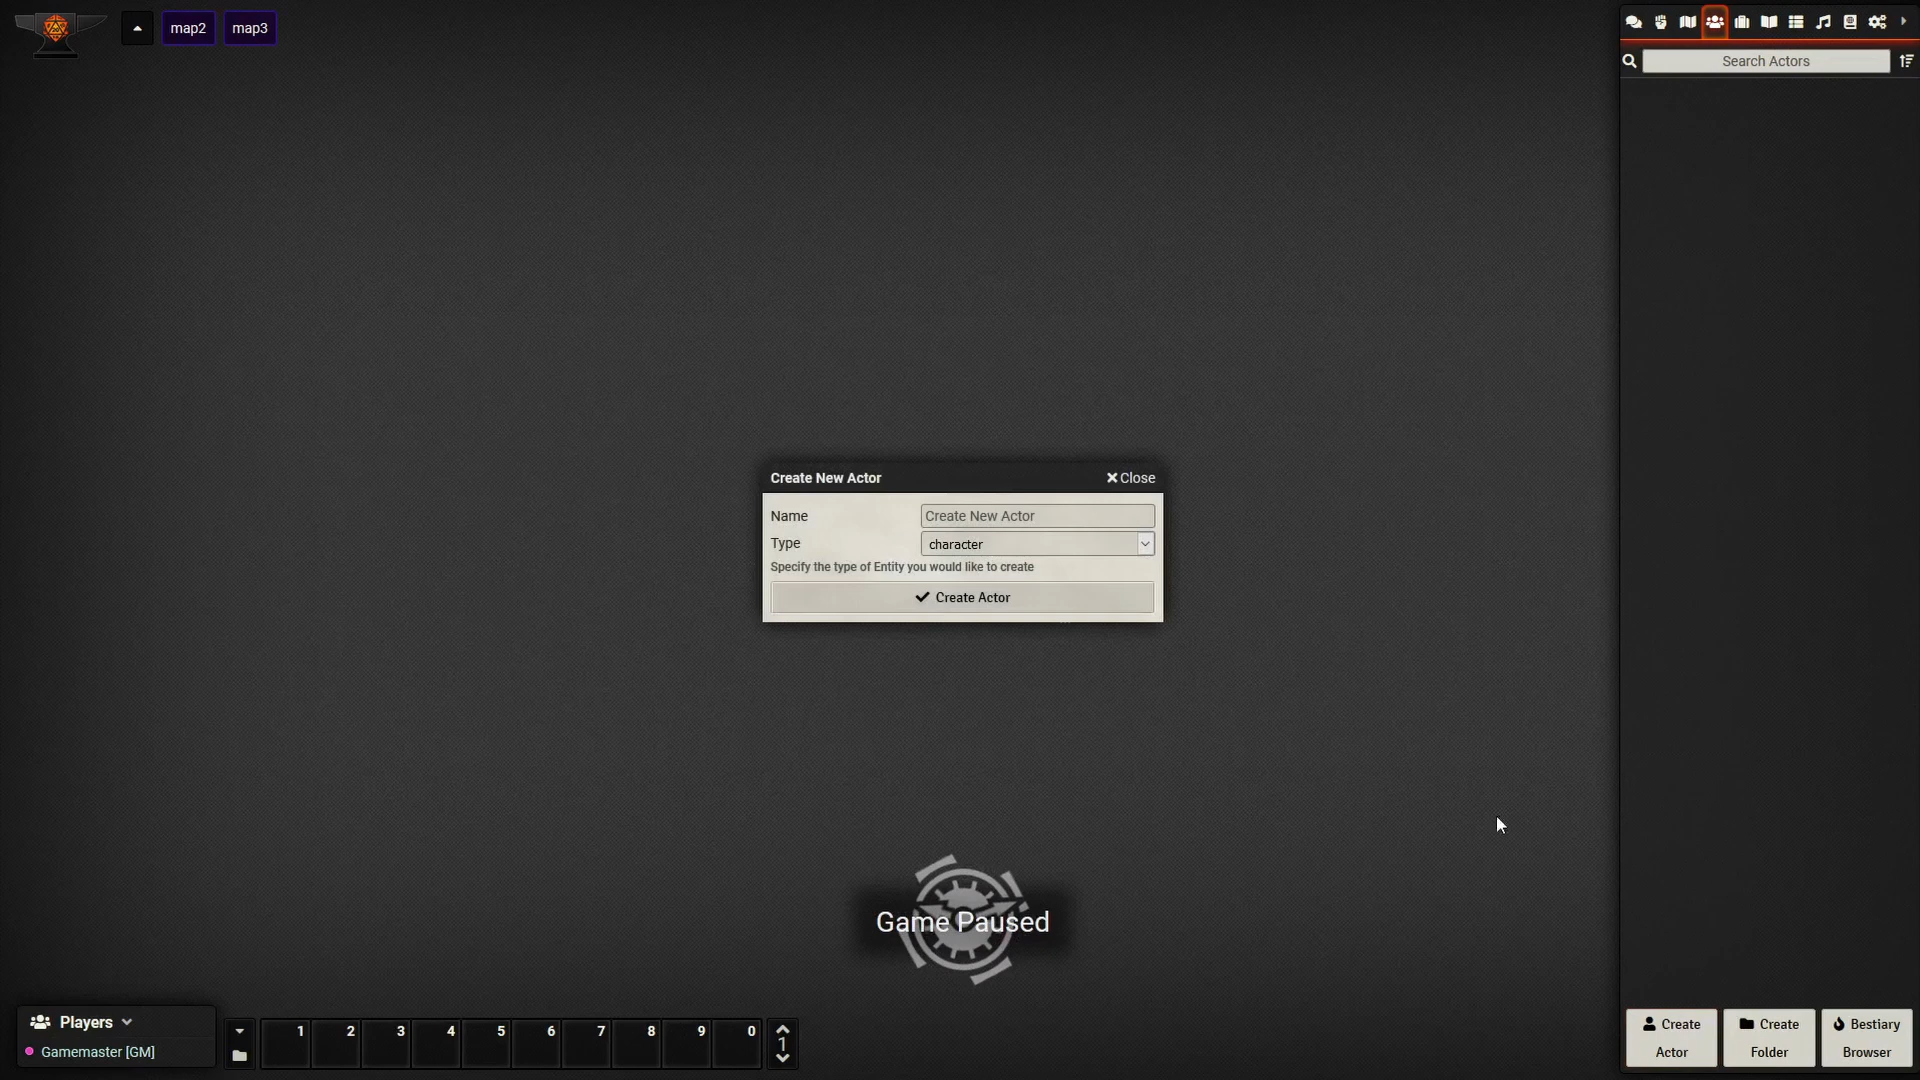 map2
map3
Search Actors
Create New Actor
Close
Name
Create New Actor
Type
character
Specify the type of Entity you would like to create
Create Actor
Game Paused
Players
Gamemaster [GM]
1 2 3 4 5 6 7 8 9 0
1
Create Actor
Create Folder
Bestiary Browser